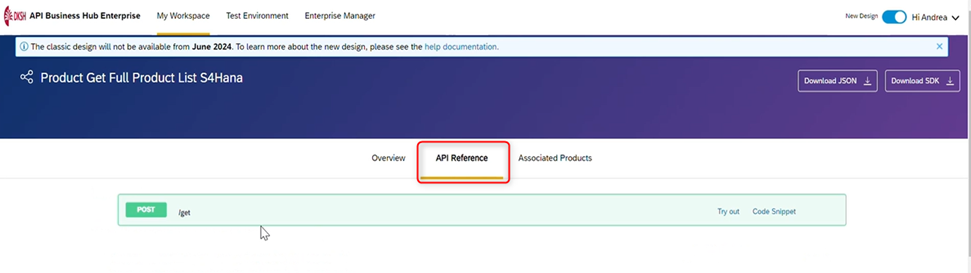 DKSH API Business Hub Enterprise My Workspace Test Environment Enterprise Manager New Design Hi Andrea
The classic design will not be available from June 2024. To learn more about the new design, please see the help documentation.
Product Get Full Product List S4Hana Download JSON Download SDK
Overview API Reference Associated Products
POST /get Try out Code Snippet